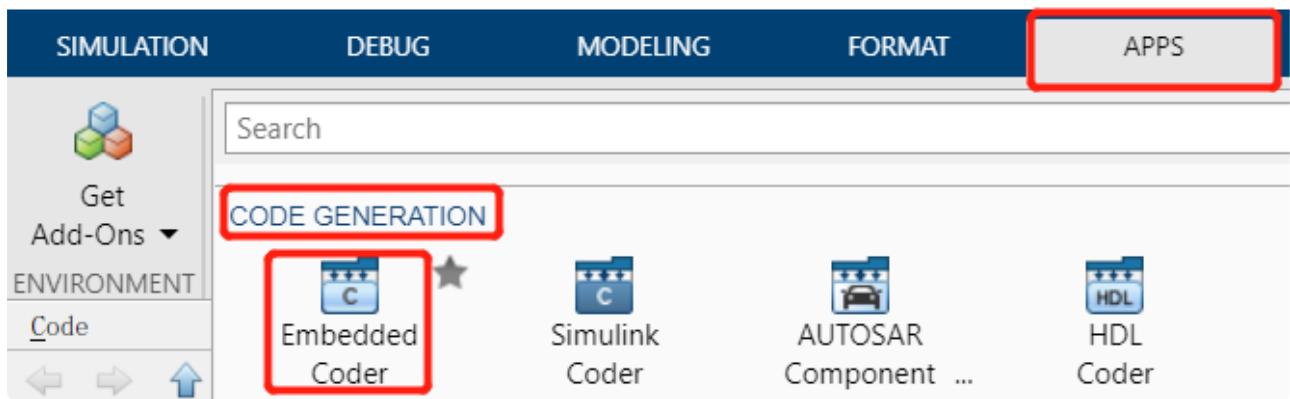 SIMULATION DEBUG MODELING FORMAT APPS
Search
Get
Add-Ons
ENVIRONMENT
Code
CODE GENERATION
C C HDL
Embedded Simulink AUTOSAR HDL
Coder Coder Component ... Coder